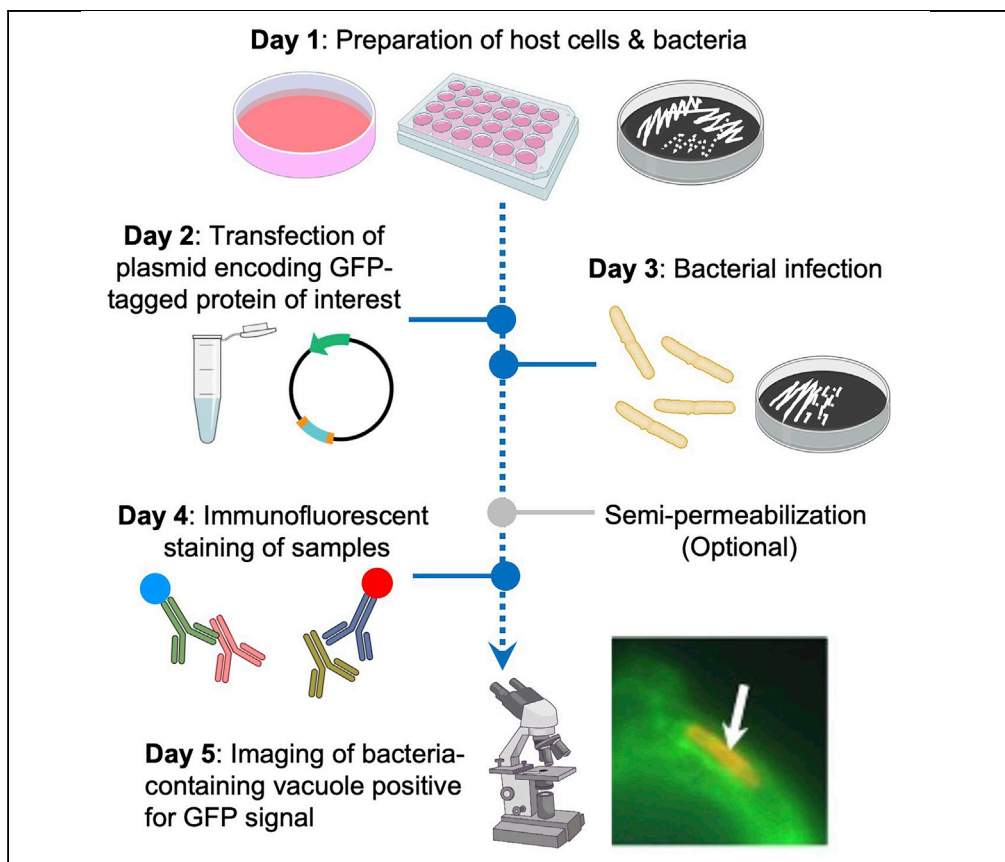 Day 1: Preparation of host cells & bacteria
Day 2: Transfection of
plasmid encoding GFP-
tagged protein of interest
Day 3: Bacterial infection
Day 4: Immunofluorescent
staining of samples
Semi-permeabilization
(Optional)
Day 5: Imaging of bacteria-
containing vacuole positive
for GFP signal